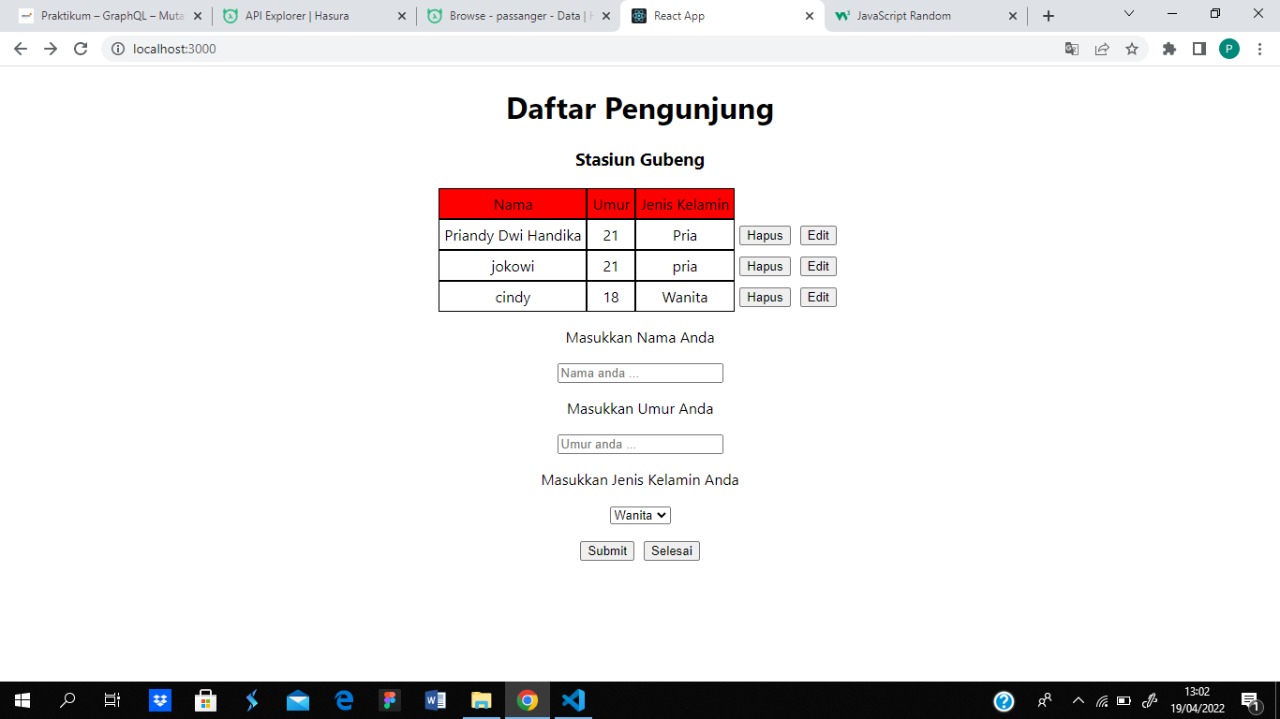 Praktikum – GraphQL – Muta
API Explorer | Hasura
Browse - passanger - Data | H
React App
JavaScript Random
localhost:3000
P
Daftar Pengunjung
Stasiun Gubeng
Nama Umur Jenis Kelamin
Priandy Dwi Handika 21 Pria Hapus Edit
jokowi 21 pria Hapus Edit
cindy 18 Wanita Hapus Edit
Masukkan Nama Anda
Nama anda ...
Masukkan Umur Anda
Umur anda ...
Masukkan Jenis Kelamin Anda
Wanita
Submit Selesai
13:02
19/04/2022
1